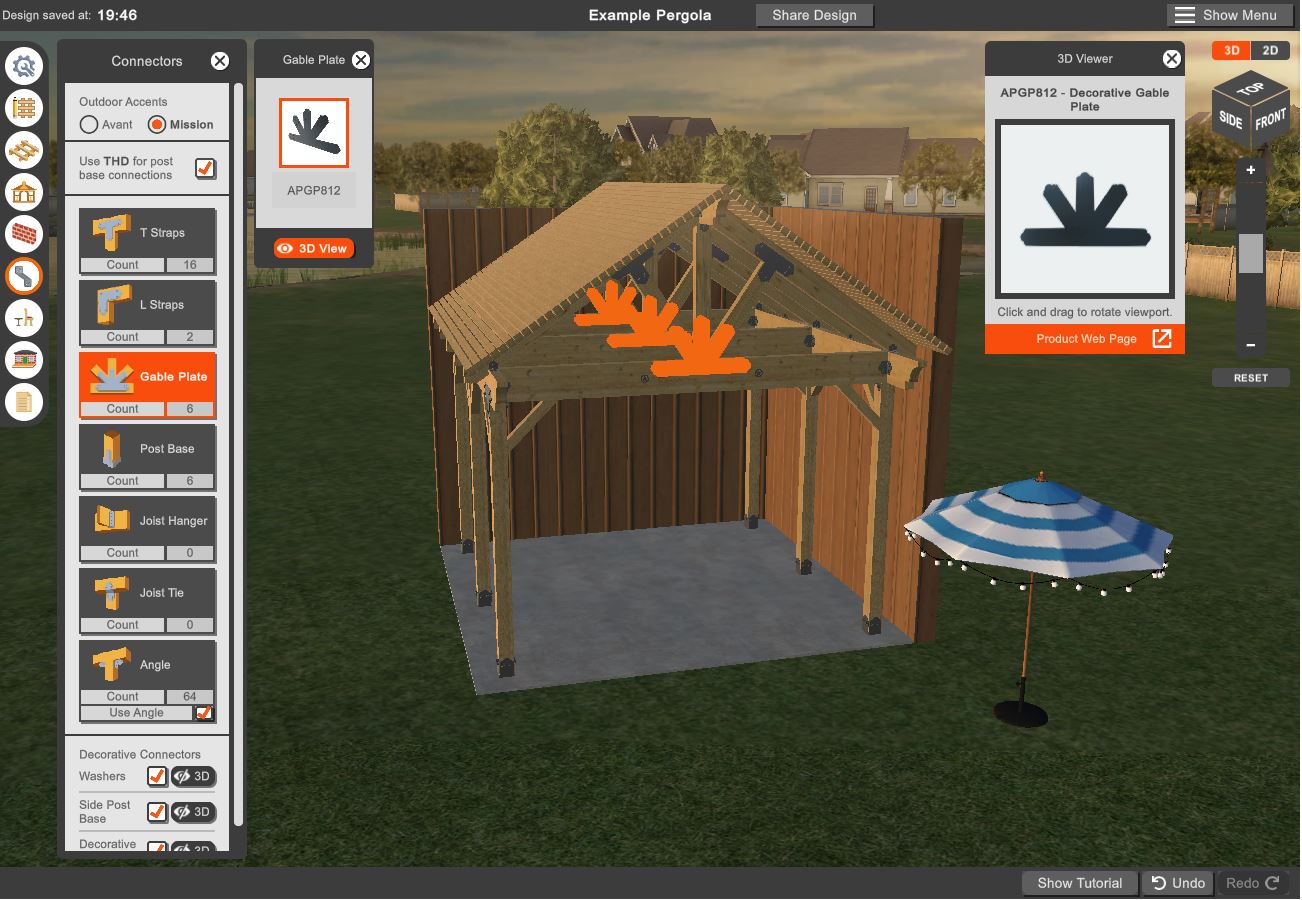 Design saved at: 19:46
Example Pergola
Share Design
Show Menu
Connectors
Outdoor Accents
Avant
Mission
Use THD for post
base connections
T Straps
Count 16
L Straps
Count 2
Gable Plate
Count 6
Post Base
Count 6
Joist Hanger
Count 0
Joist Tie
Count 0
Angle
Count 64
Use Angle
Decorative Connectors
Washers 3D
Side Post
Base 3D
Decorative 3D
Gable Plate
APGP812
3D View
3D Viewer
APGP812 - Decorative Gable
Plate
Click and drag to rotate viewport.
Product Web Page
3D 2D
TOP
SIDE FRONT
+
-
RESET
Show Tutorial
Undo
Redo